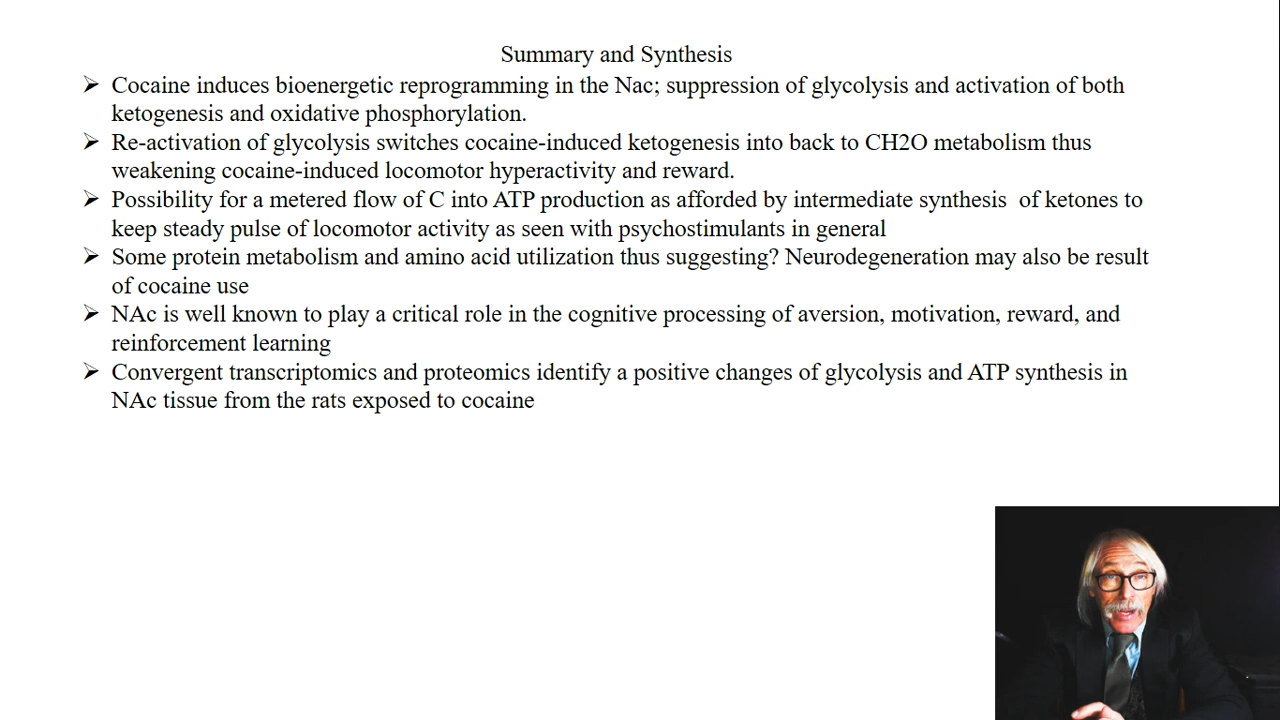 Summary and Synthesis
Cocaine induces bioenergetic reprogramming in the Nac; suppression of glycolysis and activation of both
ketogenesis and oxidative phosphorylation.
Re-activation of glycolysis switches cocaine-induced ketogenesis into back to CH2O metabolism thus
weakening cocaine-induced locomotor hyperactivity and reward.
Possibility for a metered flow of C into ATP production as afforded by intermediate synthesis of ketones to
keep steady pulse of locomotor activity as seen with psychostimulants in general
Some protein metabolism and amino acid utilization thus suggesting? Neurodegeneration may also be result
of cocaine use
NAc is well known to play a critical role in the cognitive processing of aversion, motivation, reward, and
reinforcement learning
Convergent transcriptomics and proteomics identify a positive changes of glycolysis and ATP synthesis in
NAc tissue from the rats exposed to cocaine